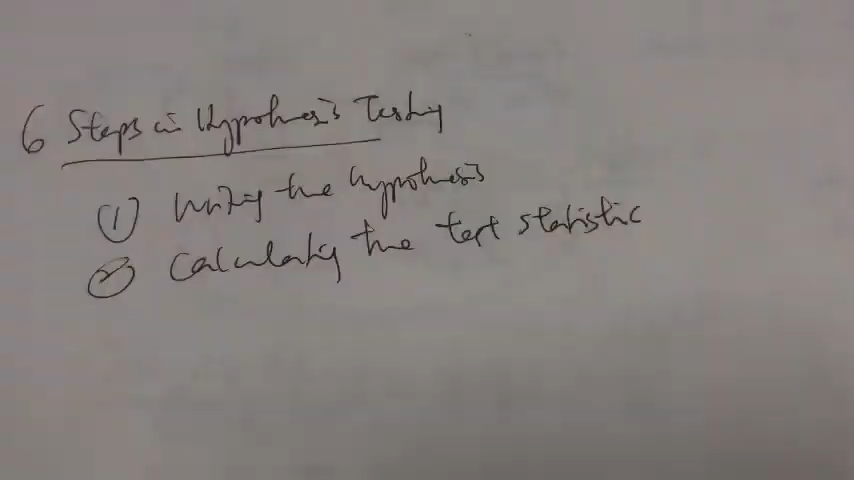 6 Steps in Hypothesis Testing
① Writing the hypothesis
② Calculating the test statistic